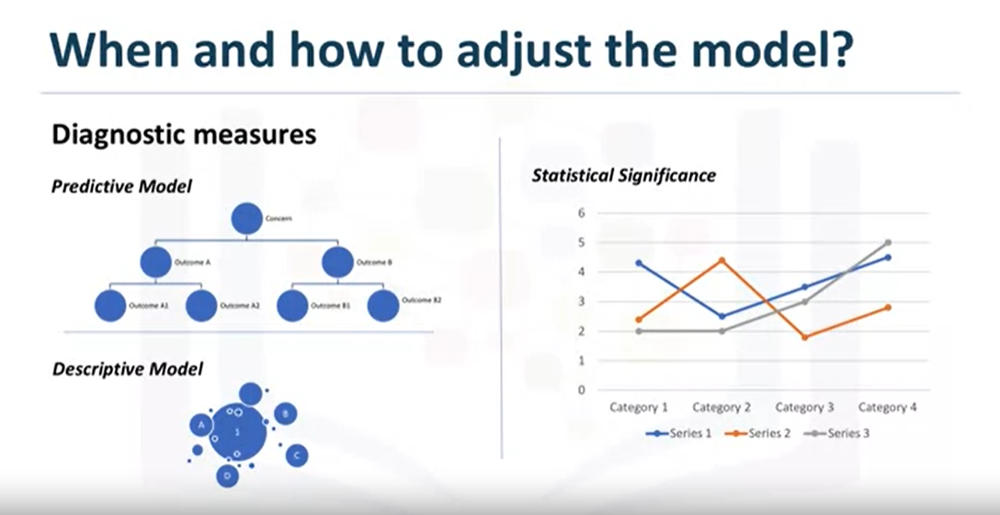 When and how to adjust the model?
Diagnostic measures
Predictive Model
Concern
Outcome A
Outcome B
Outcome A1
Outcome A2
Outcome B1
Outcome B2
Descriptive Model
A
1
B
C
D
Statistical Significance
6
5
4
3
2
1
0
Category 1 Category 2 Category 3 Category 4
Series 1 Series 2 Series 3